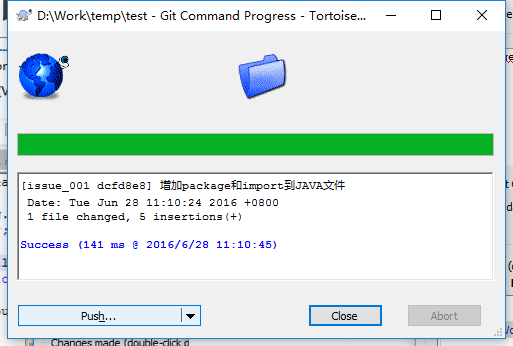 D:\Work\temp\test - Git Command Progress - Tortoise...
[issue_001 dcfd8e8] 增加package和import到JAVA文件
Date: Tue Jun 28 11:10:24 2016 +0800
1 file changed, 5 insertions(+)
Success (141 ms @ 2016/6/28 11:10:45)
Push...
Close
Abort
Changes made (double-click d